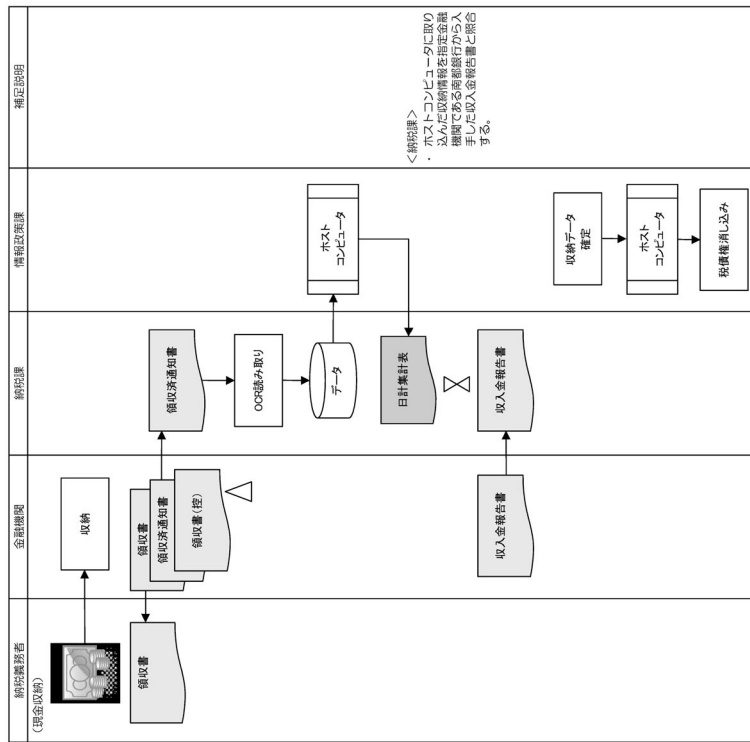 納税義務者
金融機関
納税課
情報政策課
補足説明
(現金収納)
収納
領収書
領収書
領収済通知書
領収書(控)
領収済通知書
OCR読み取り
データ
ホスト
コンピュータ
日計集計表
収入金報告書
収入金報告書
収納データ
確定
ホスト
コンピュータ
税債権消し込み
<納税課>
・ ホストコンピュータに取り
込んだ収納情報を指定金融
機関である南都銀行から入
手した収入金報告書と照合
する。